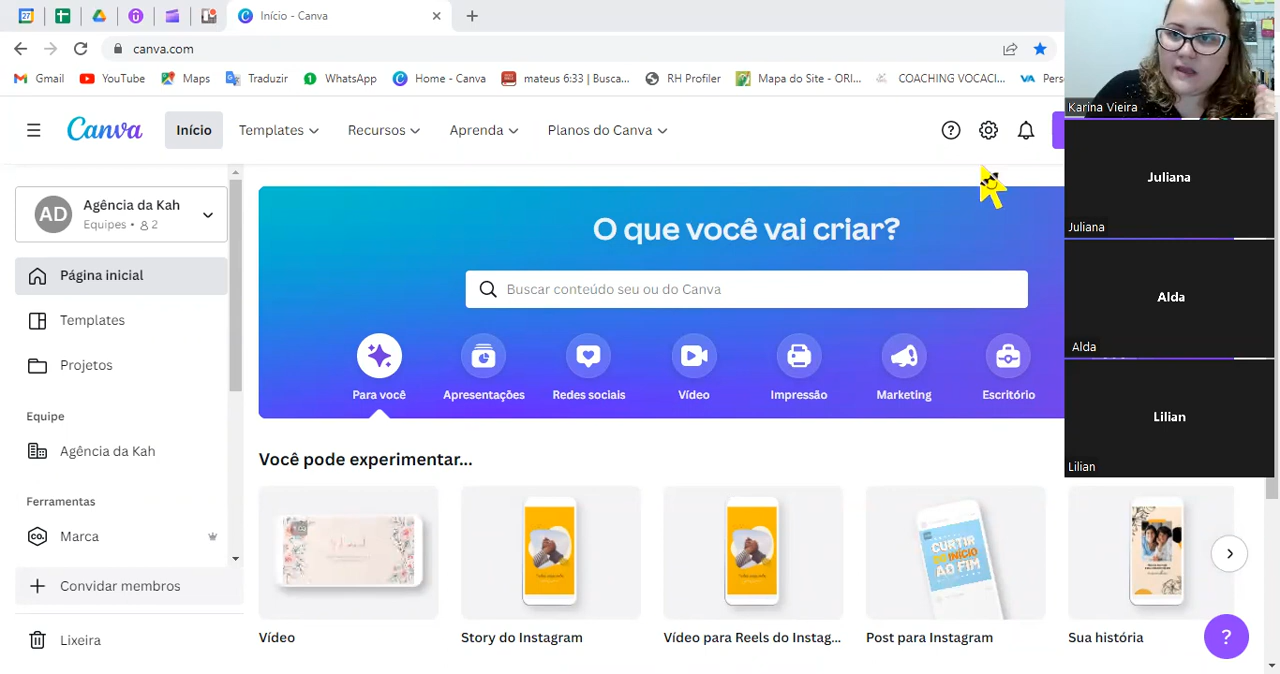 27
Início - Canva
canva.com
Gmail
YouTube
Maps
Traduzir
WhatsApp
Home - Canva
mateus 6:33 | Busca...
RH Profiler
Mapa do Site - ORI...
COACHING VOCACI...
VA
Pers
Canva
Início
Templates
Recursos
Aprenda
Planos do Canva
AD
Agência da Kah
Equipes • 2
Página inicial
Templates
Projetos
Equipe
Agência da Kah
Ferramentas
CO.
Marca
Convidar membros
Lixeira
O que você vai criar?
Buscar conteúdo seu ou do Canva
Para você
Apresentações
Redes sociais
Vídeo
Impressão
Marketing
Escritório
Você pode experimentar...
CURTIR
DO INÍCIO
AO FIM
Vídeo
Story do Instagram
Vídeo para Reels do Instag...
Post para Instagram
Sua história
?
Karina Vieira
Juliana
Juliana
Alda
Alda
Lilian
Lilian